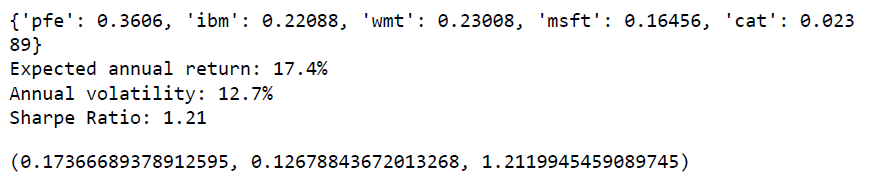 {'pfe': 0.3606, 'ibm': 0.22088, 'wmt': 0.23008, 'msft': 0.16456, 'cat': 0.023
89}
Expected annual return: 17.4%
Annual volatility: 12.7%
Sharpe Ratio: 1.21
(0.17366689378912595, 0.12678843672013268, 1.2119945459089745)